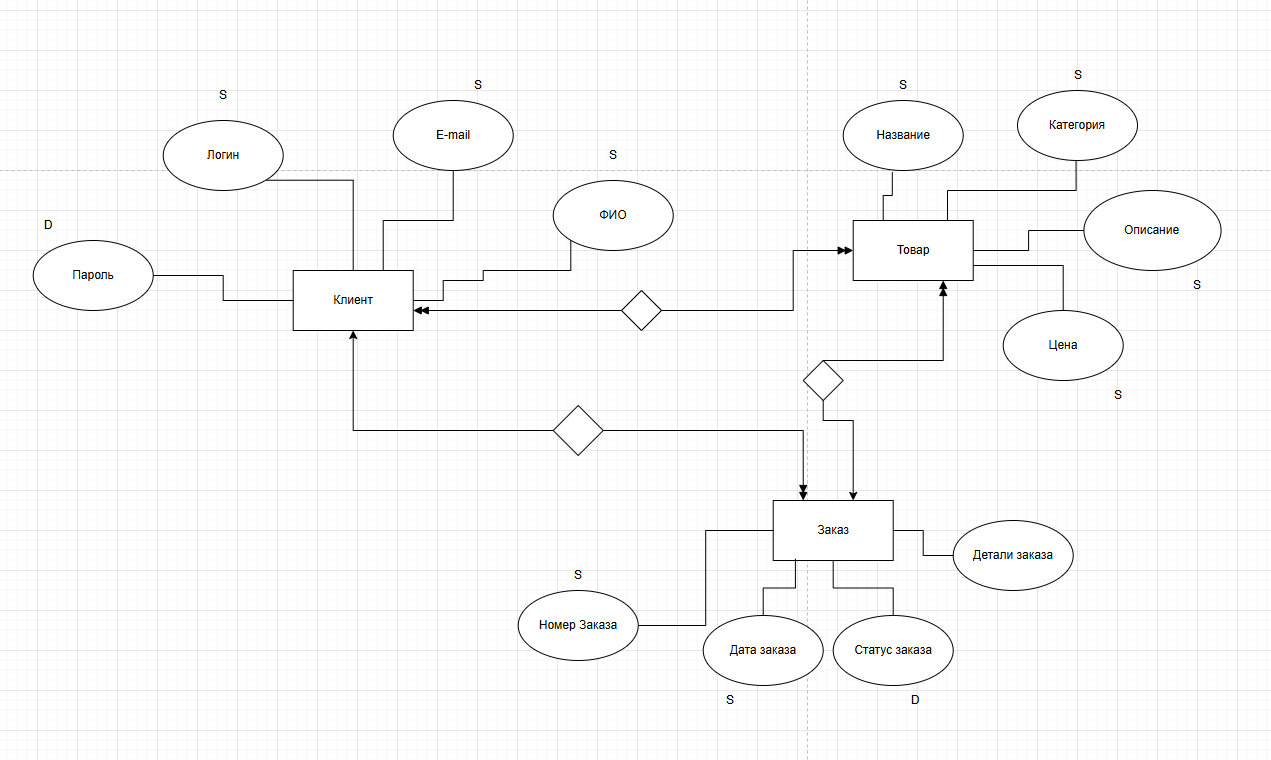 S
S
Логин
E-mail
S
ФИО
D
Пароль
Клиент
S
Название
S
Категория
Товар
Описание
S
Цена
S
Заказ
Детали заказа
S
Номер Заказа
Дата заказа
S
Статус заказа
D